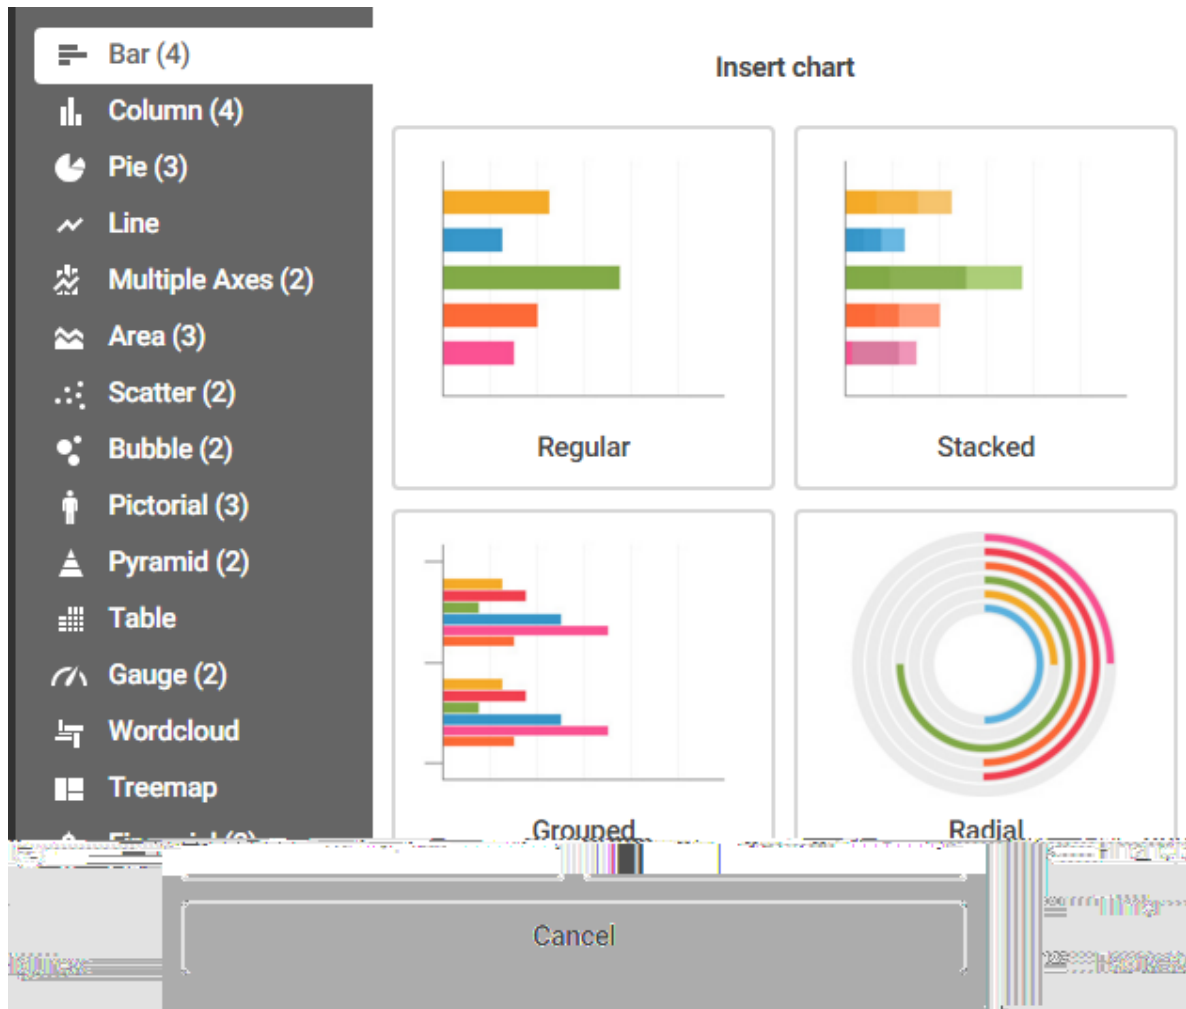 Bar (4)
Column (4)
Pie (3)
Line
Multiple Axes (2)
Area (3)
Scatter (2)
Bubble (2)
Pictorial (3)
Pyramid (2)
Table
Gauge (2)
Wordcloud
Treemap
Insert chart
Regular
Stacked
Grouped
Radial
Cancel